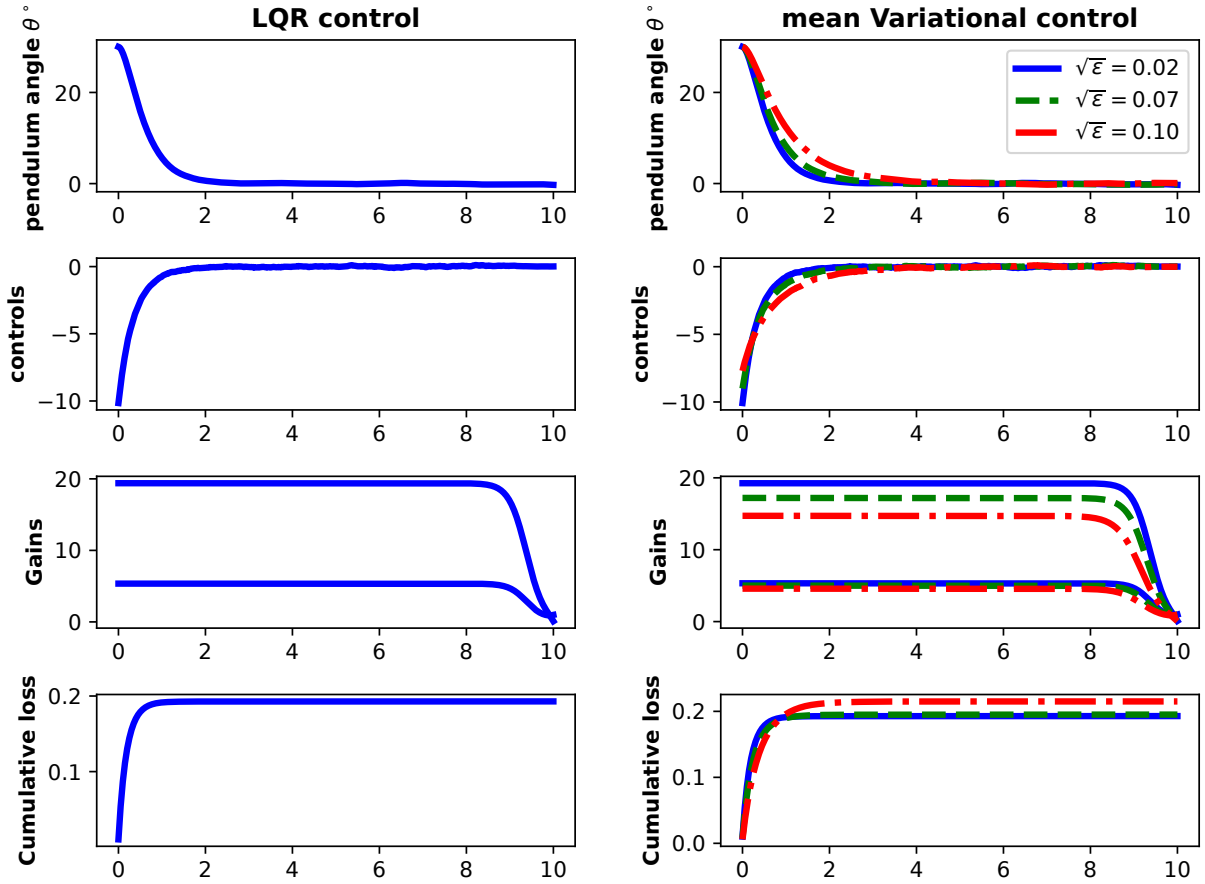 LQR control
pendulum angle θ°
20
0
0 2 4 6 8 10
controls
0
−5
−10
0 2 4 6 8 10
Gains
20
10
0
0 2 4 6 8 10
Cumulative loss
0.2
0.1
0 2 4 6 8 10
mean Variational control
pendulum angle θ°
20
0
√ε = 0.02
√ε = 0.07
√ε = 0.10
0 2 4 6 8 10
controls
0
−5
−10
0 2 4 6 8 10
Gains
20
10
0
0 2 4 6 8 10
Cumulative loss
0.2
0.1
0.0
0 2 4 6 8 10